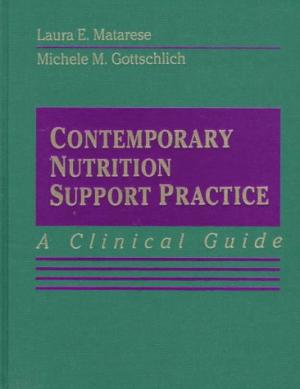 Laura E. Matarese
Michele M. Gottschlich
CONTEMPORARY
NUTRITION
SUPPORT PRACTICE
A Clinical Guide